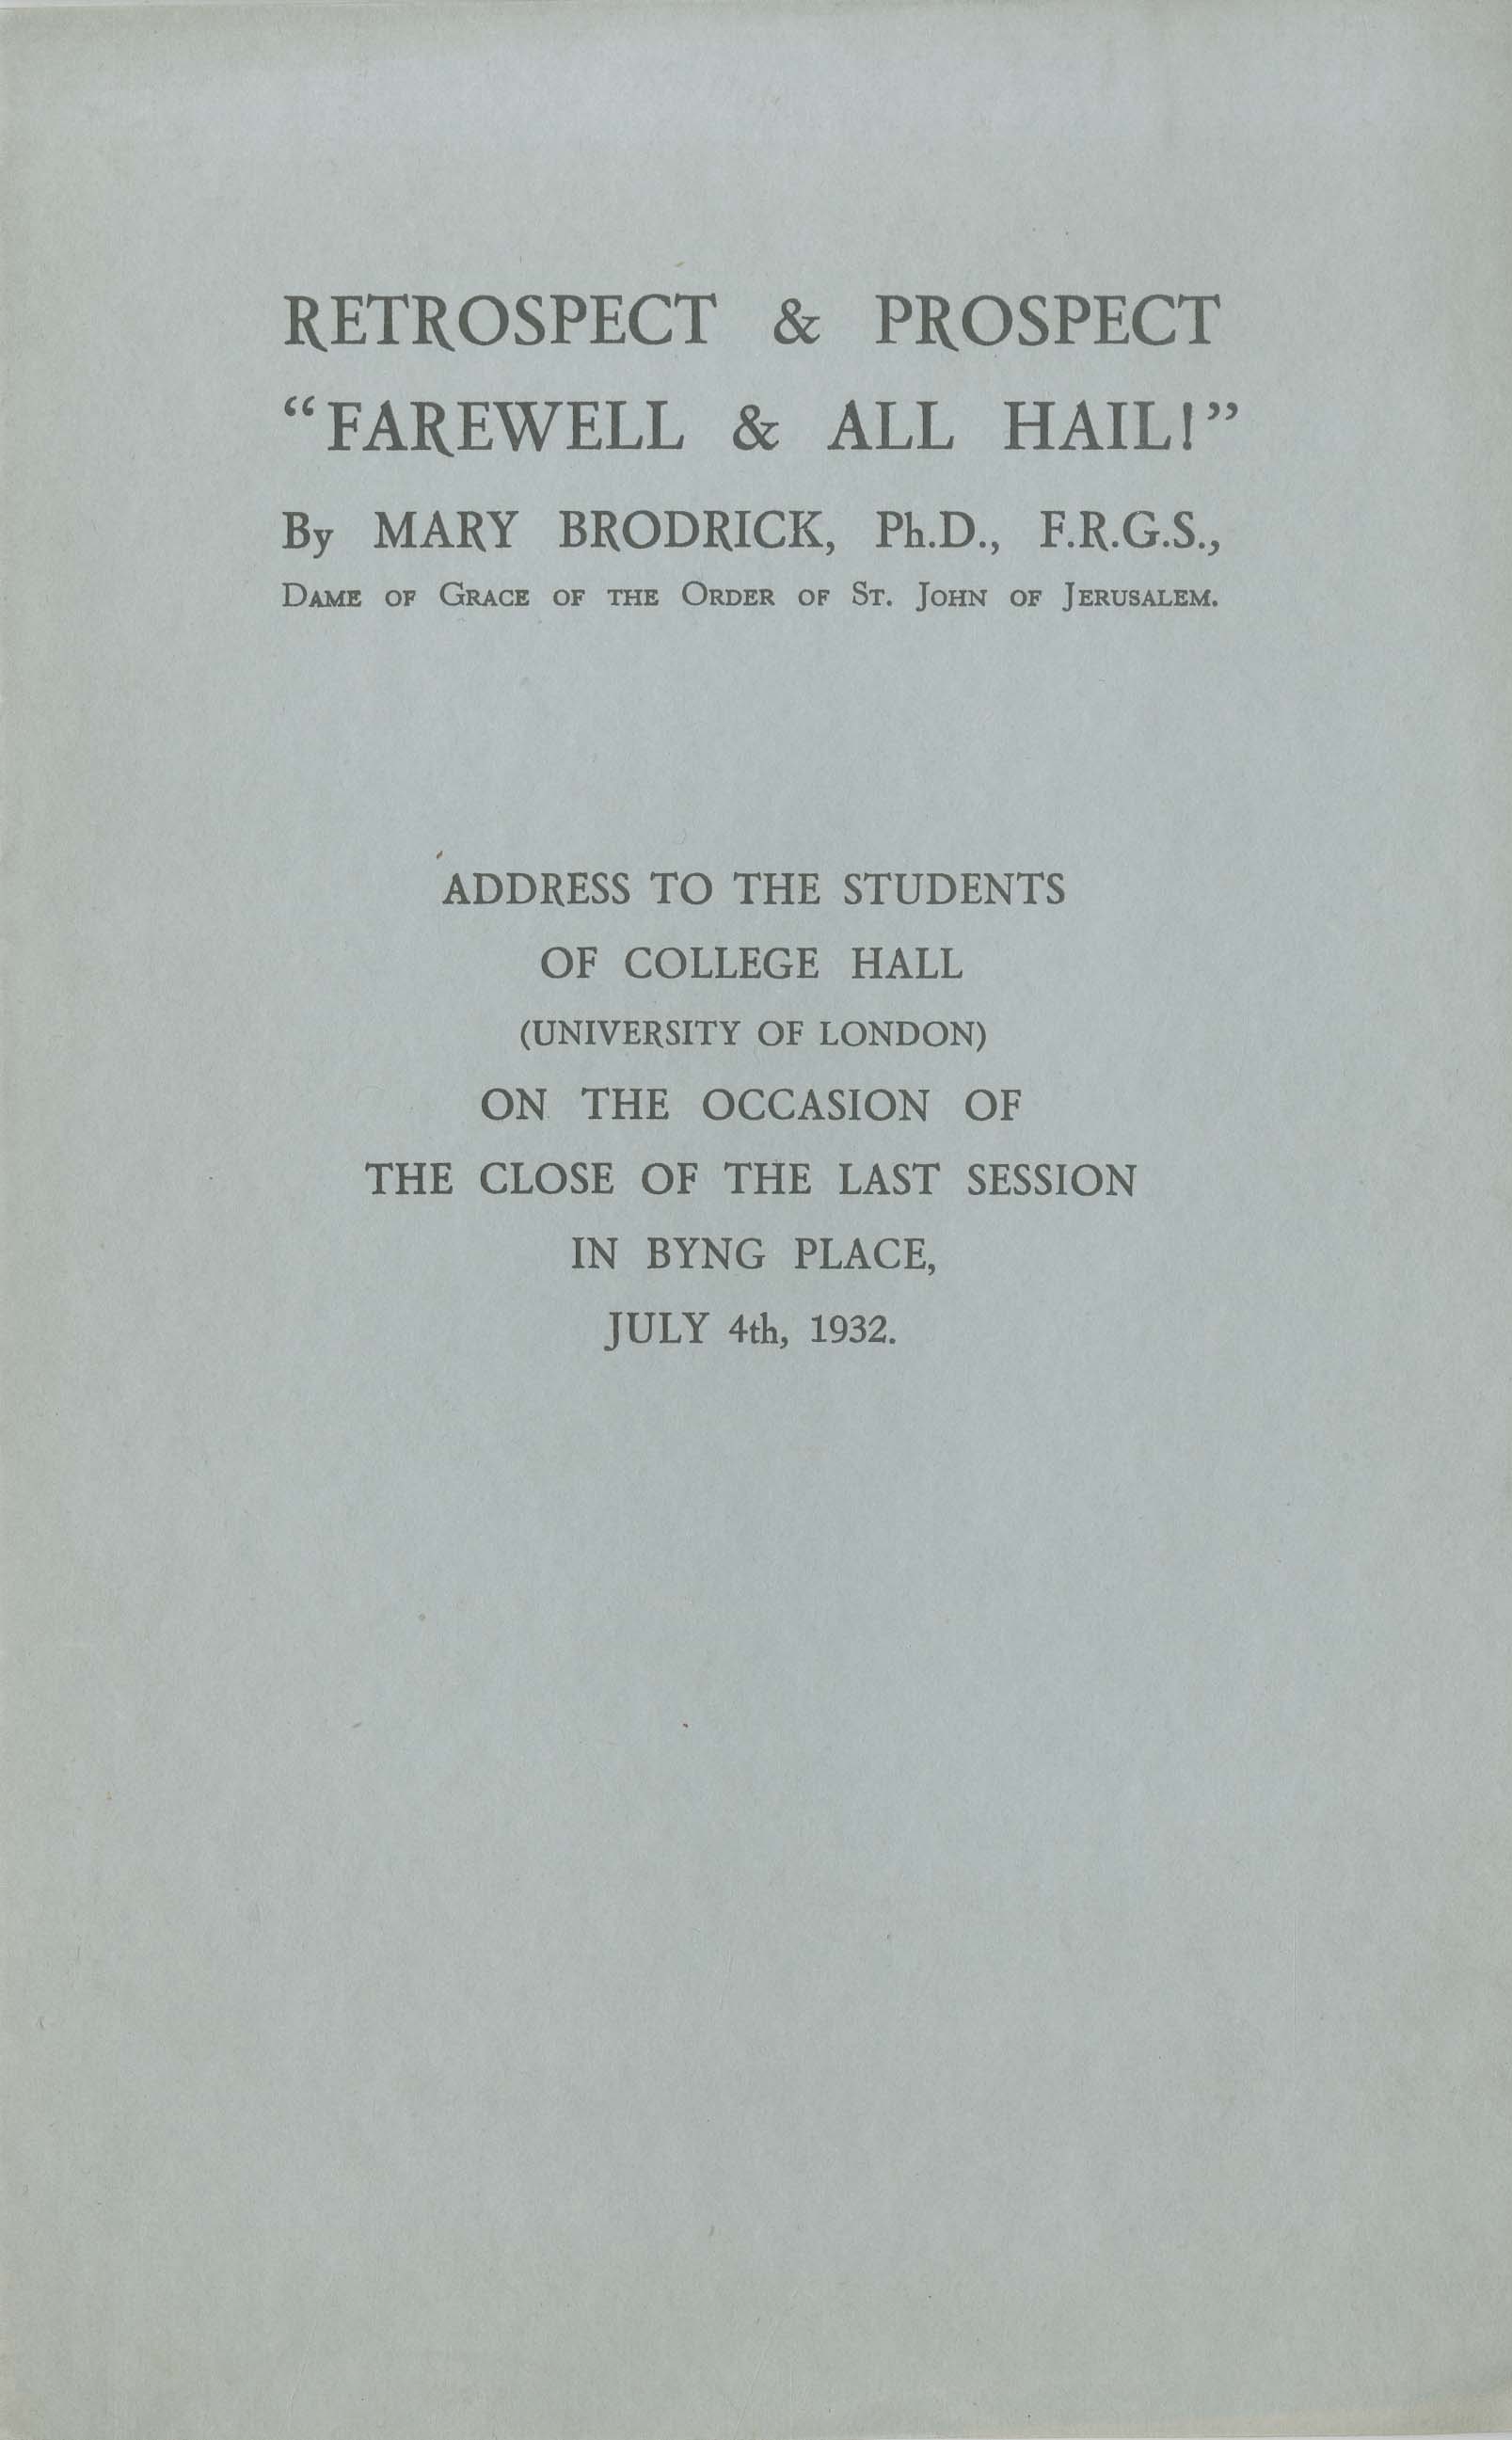 RETROSPECT & PROSPECT
“FAREWELL & ALL HAIL!”
By MARY BRODRICK, Ph.D., F.R.G.S.,
DAME OF GRACE OF THE ORDER OF ST. JOHN OF JERUSALEM.
ADDRESS TO THE STUDENTS
OF COLLEGE HALL
(UNIVERSITY OF LONDON)
ON THE OCCASION OF
THE CLOSE OF THE LAST SESSION
IN BYNG PLACE,
JULY 4th, 1932.